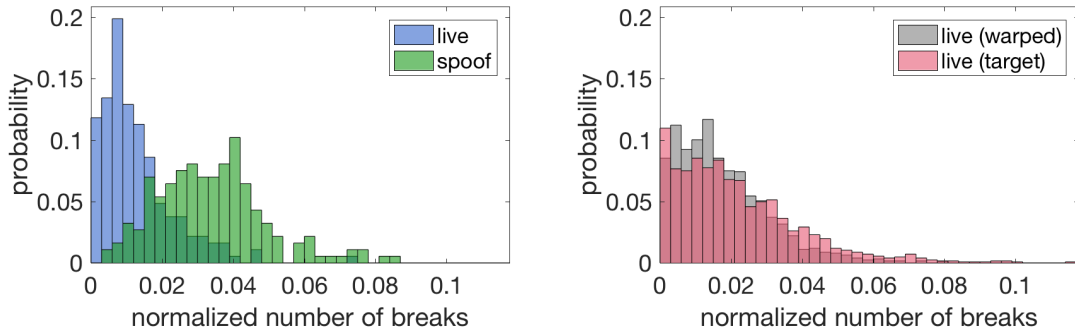 0.2
0.15
0.1
0.05
0
probability
live
spoof
0 0.02 0.04 0.06 0.08 0.1
normalized number of breaks
0.2
0.15
0.1
0.05
0
probability
live (warped)
live (target)
0 0.02 0.04 0.06 0.08 0.1
normalized number of breaks